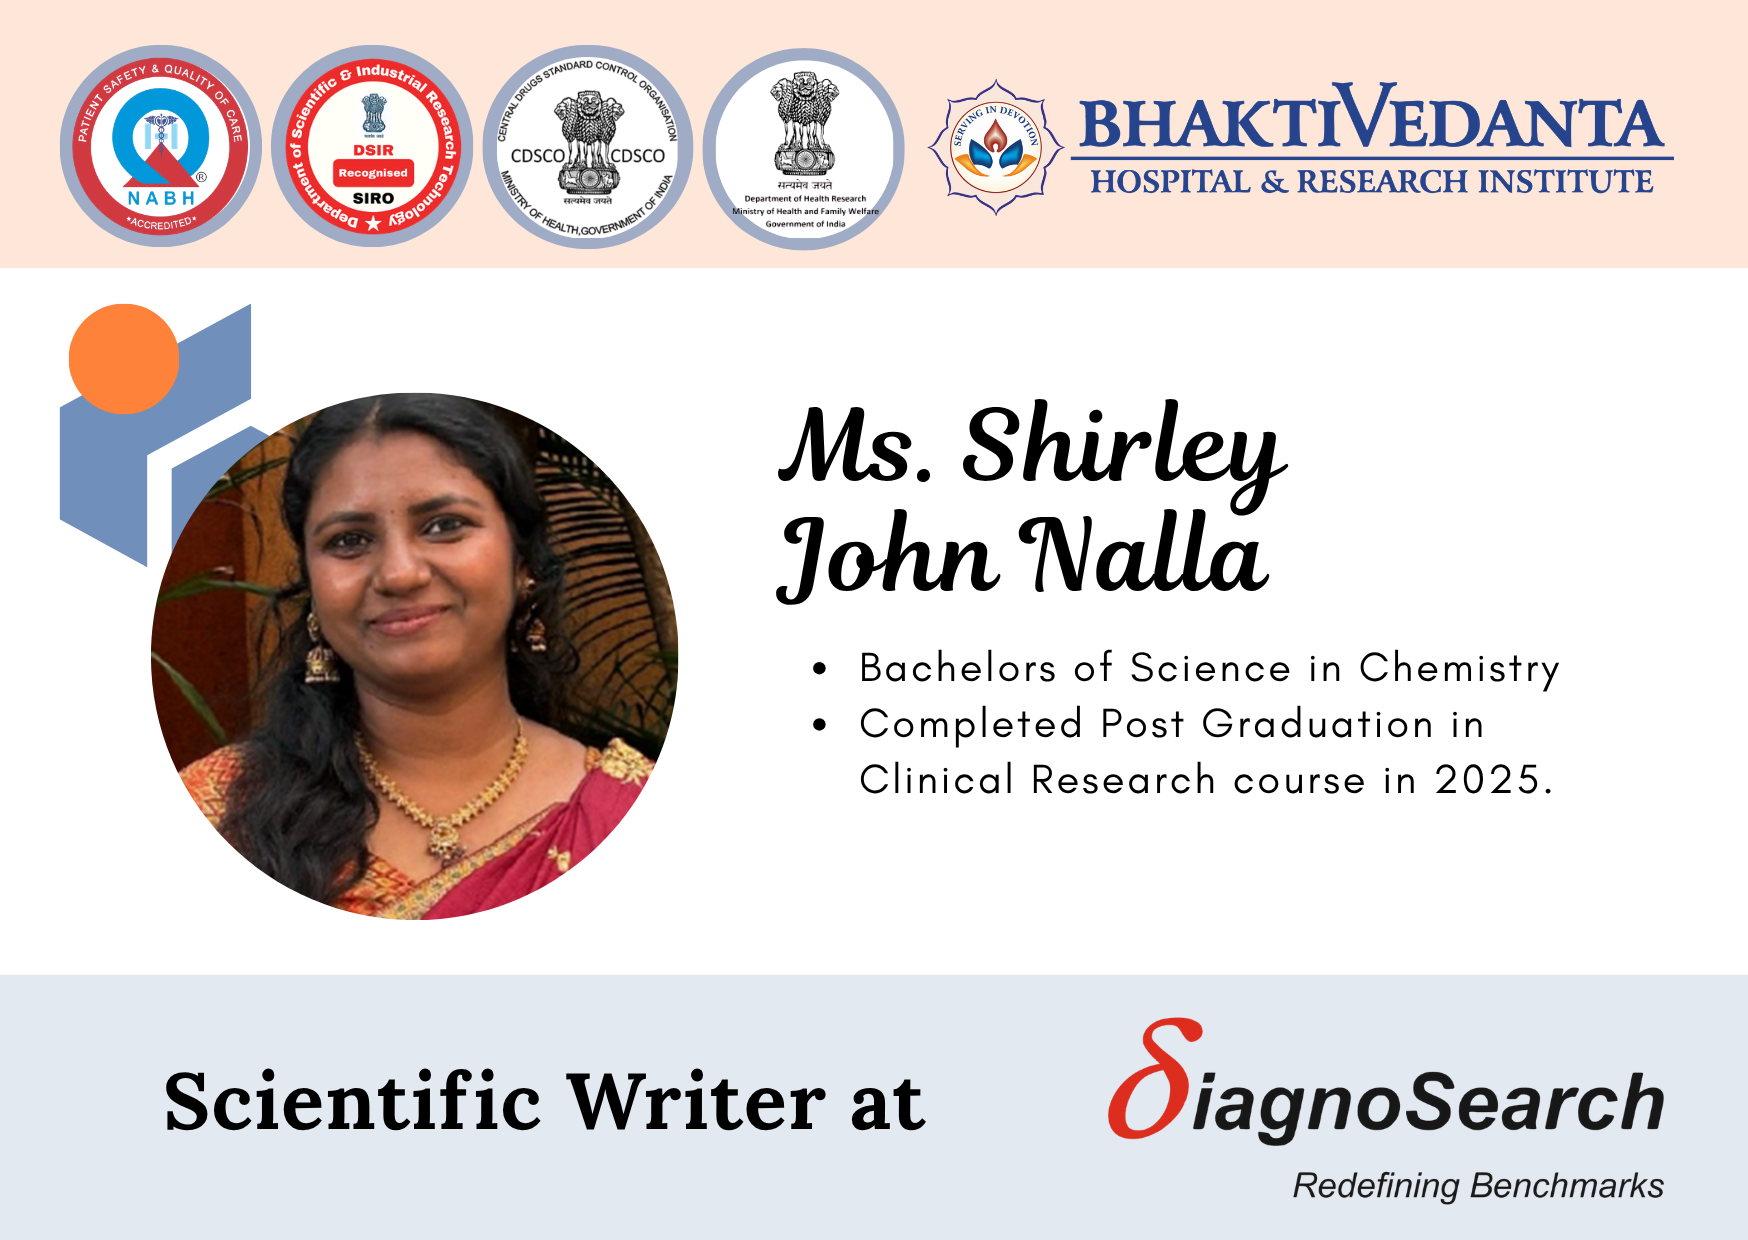 PATIENT SAFETY & QUALITY OF CARE
®
NABH
*ACCREDITED*
Department of Scientific & Industrial Research Technology
सत्यमेव जयते
DSIR
Recognised
SIRO
★
CENTRAL DRUGS STANDARD CONTROL ORGANISATION
CDSCO CDSCO
सत्यमेव जयते
MINISTRY OF HEALTH,GOVERNMENT OF INDIA
सत्यमेव जयते
Department of Health Research
Ministry of Health and Family Welfare
Government of India
SERVING IN DEVOTION
BHAKTIVEDANTA
HOSPITAL & RESEARCH INSTITUTE
Ms. Shirley
John Nalla
• Bachelors of Science in Chemistry
• Completed Post Graduation in
Clinical Research course in 2025.
Scientific Writer at
δiagnoSearch
Redefining Benchmarks